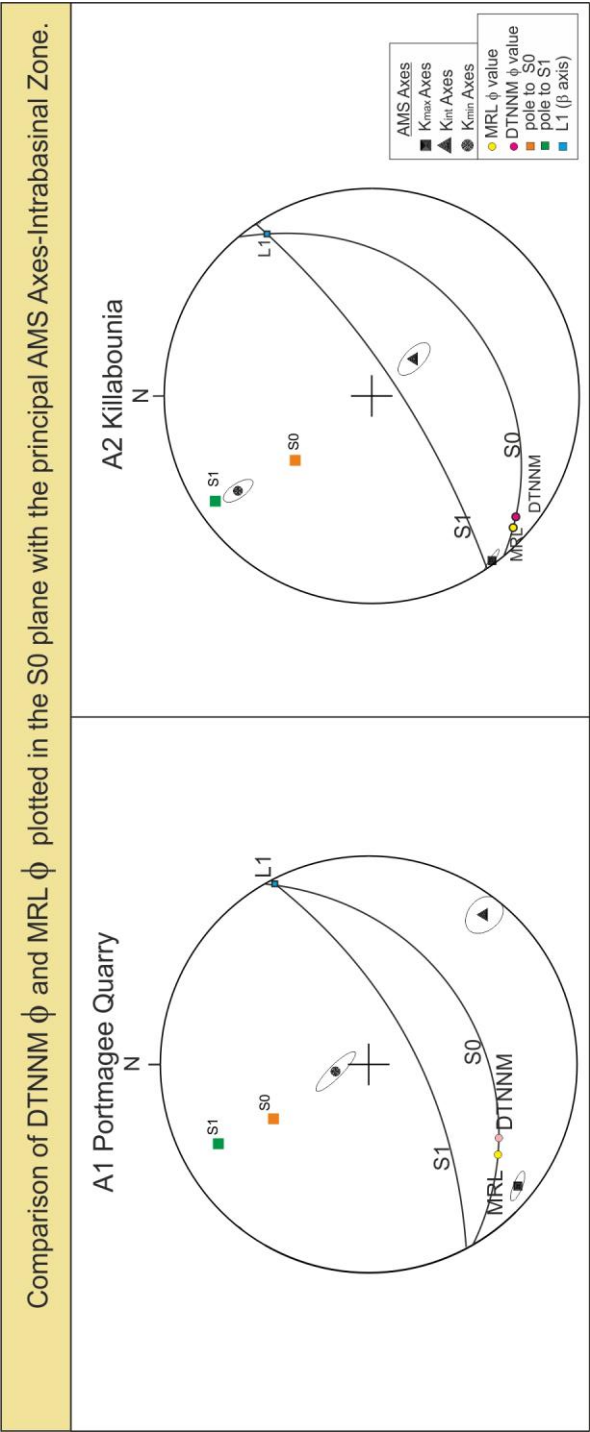 Comparison of DTNNM ϕ and MRL ϕ plotted in the S0 plane with the principal AMS Axes-Intrabasinal Zone.
A1 Portmagee Quarry
N
S1
S0
L1
S1
S0
MRL
DTNNM
A2 Killabounia
N
S1
S0
L1
S1
S0
MRL
DTNNM
AMS Axes
Kmax Axes
Kint Axes
Kmin Axes
MRL ϕ value
DTNNM ϕ value
pole to S0
pole to S1
L1 (β axis)